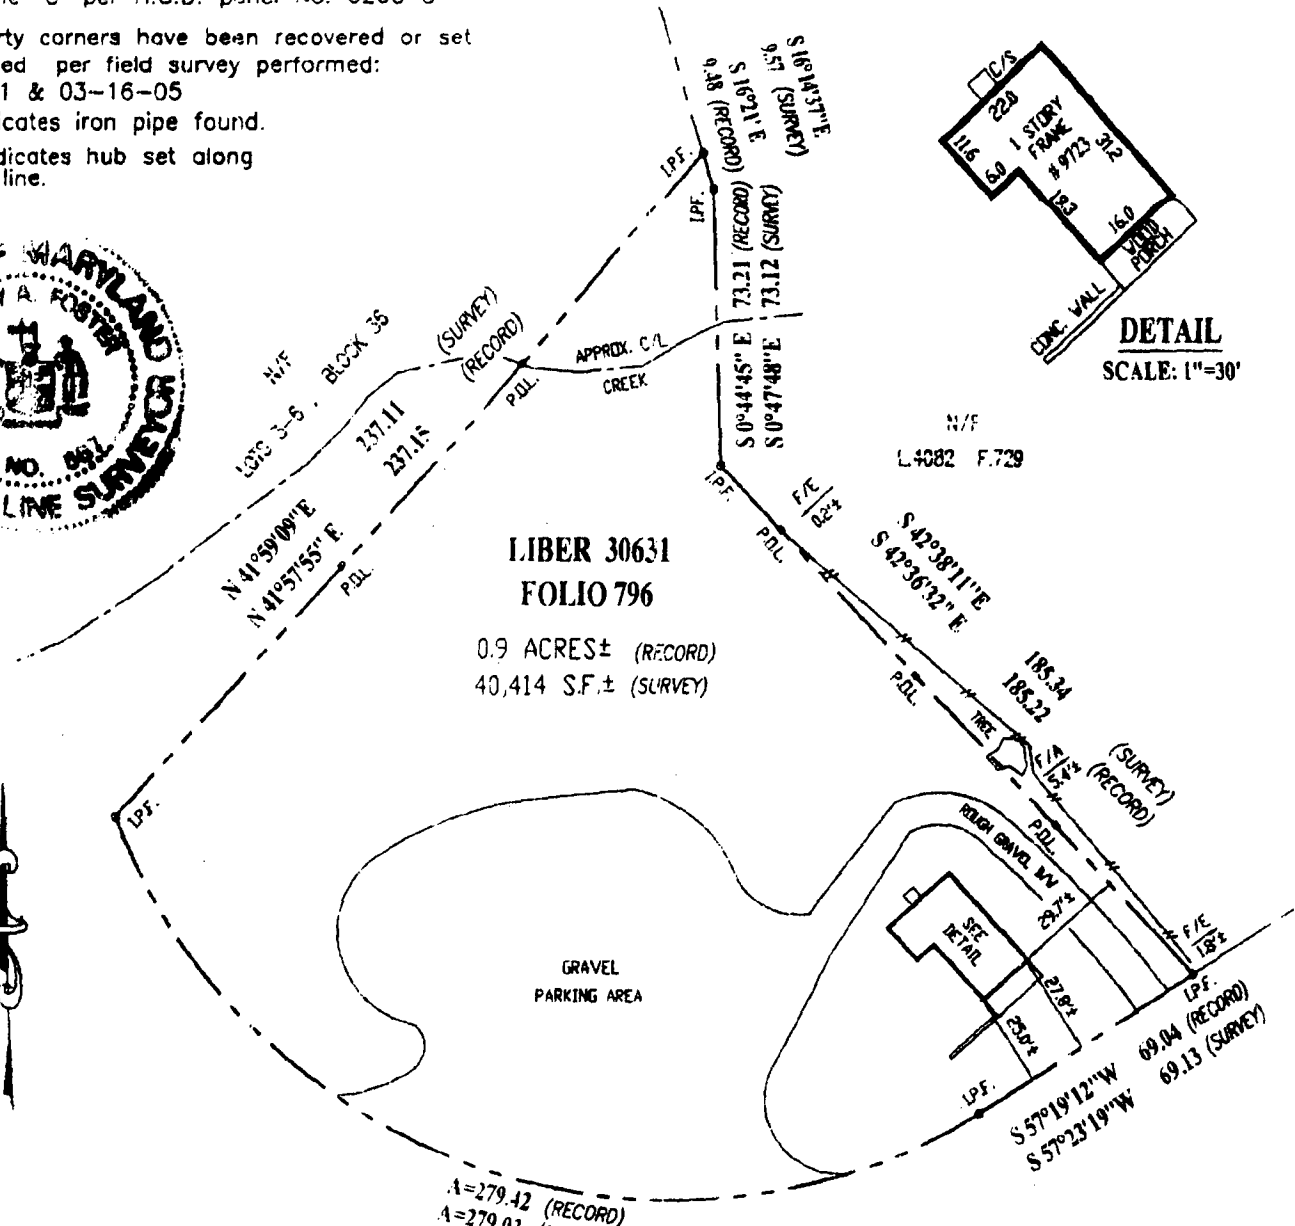 rty corners have been recovered or set
ed per field survey performed:
1 & 03-16-05
icates iron pipe found.
dicates hub set along
line.
MARYLAND
A. FOSTER
NO.
LINE SURVEYOR
S 16°14'37"E
9.57 (SURVEY)
S 16°21' E
9.48 (RECORD)
I.P.F.
I.P.F.
S 0°44'45" E 73.21 (RECORD)
S 0°47'48"E 73.12 (SURVEY)
C/S
22.0
11.6
6.0
1 STORY
FRAME
# 9723
31.2
19.3
16.0
WOOD
PORCH
CONC. WALL
DETAIL
SCALE: 1"=30'
N/F
L.4082 F.729
N/F
LOTS 3-6 , BLOCK 36
(SURVEY)
(RECORD)
237.11
237.15
N 41°59'09"E
N 41°57'55" E
P.O.L.
P.O.L.
APPROX. C/L
CREEK
I.P.F.
F/E
0.2'±
P.O.L.
LIBER 30631
FOLIO 796
0.9 ACRES± (RECORD)
40,414 S.F.± (SURVEY)
S 42°38'11"E
S 42°36'32" E
185.34
185.22
(SURVEY)
(RECORD)
P.O.L.
TREE
F/A
5.4'±
P.O.L.
I.P.F.
ROUGH GRAVEL D/W
29.7'±
SEE
DETAIL
27.8'±
25.0'±
F/E
1.8'±
I.P.F.
I.P.F.
GRAVEL
PARKING AREA
S 57°19'12"W 69.04 (RECORD)
S 57°23'19"W 69.13 (SURVEY)
A=279.42 (RECORD)